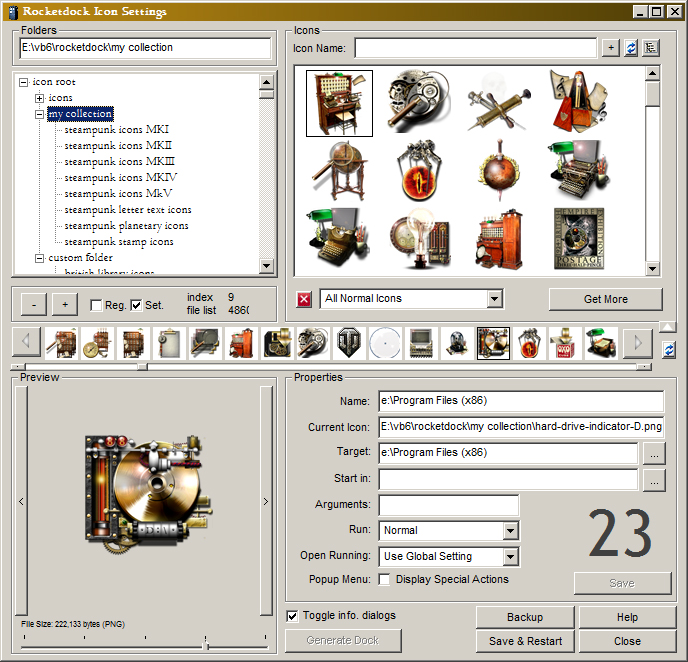 Rocketdock Icon Settings
Folders
E:\vb6\rocketdock\my collection
icon root
icons
my collection
steampunk icons MKI
steampunk icons MKII
steampunk icons MKIII
steampunk icons MKIV
steampunk icons MkV
steampunk letter text icons
steampunk planetary icons
steampunk stamp icons
custom folder
british library icons
- + Reg. Set.
index 9
file list 4860
Icons
Icon Name: +
EMPIRE
POSTAGE
All Normal Icons
Get More
Preview
File Size: 222,133 bytes (PNG)
Properties
Name: e:\Program Files (x86)
Current Icon: E:\vb6\rocketdock\my collection\hard-drive-indicator-D.png
Target: e:\Program Files (x86) ...
Start in: ...
Arguments:
Run: Normal
Open Running: Use Global Setting
Popup Menu: Display Special Actions
23
Save
Toggle info. dialogs
Generate Dock
Backup
Help
Save & Restart
Close